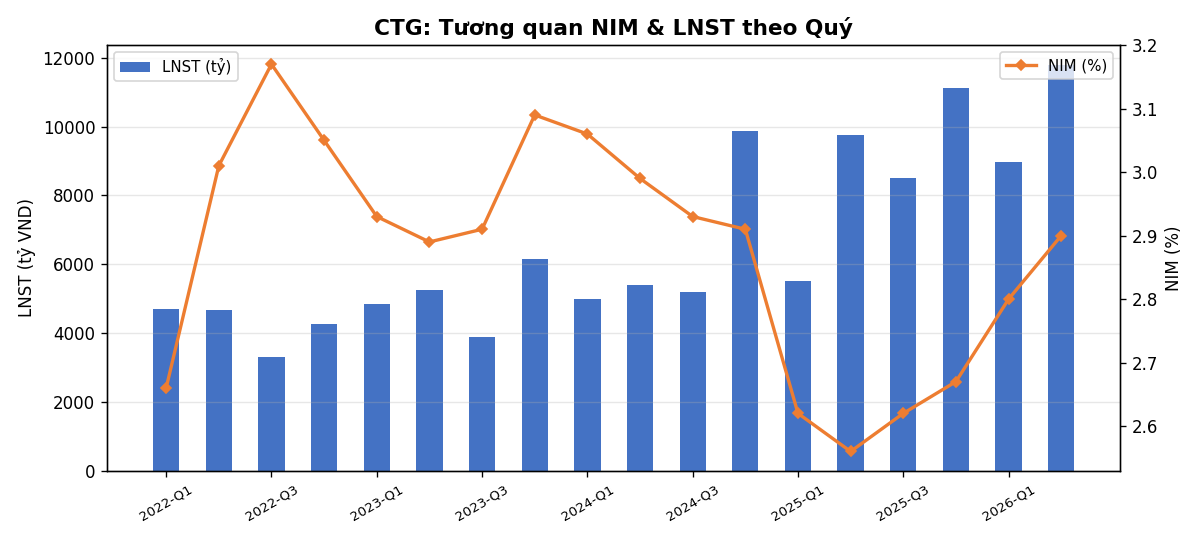 CTG: Tương quan NIM & LNST theo Quý
LNST (tỷ)
NIM (%)
LNST (tỷ VND)
12000
10000
8000
6000
4000
2000
0
NIM (%)
3.2
3.1
3.0
2.9
2.8
2.7
2.6
2022-Q1
2022-Q3
2023-Q1
2023-Q3
2024-Q1
2024-Q3
2025-Q1
2025-Q3
2026-Q1